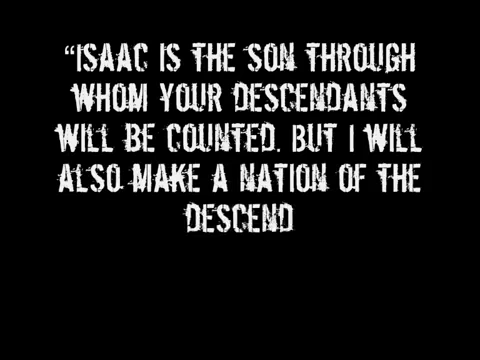 “ISAAC IS THE SON THROUGH
WHOM YOUR DESCENDANTS
WILL BE COUNTED. BUT I WILL
ALSO MAKE A NATION OF THE
DESCEND